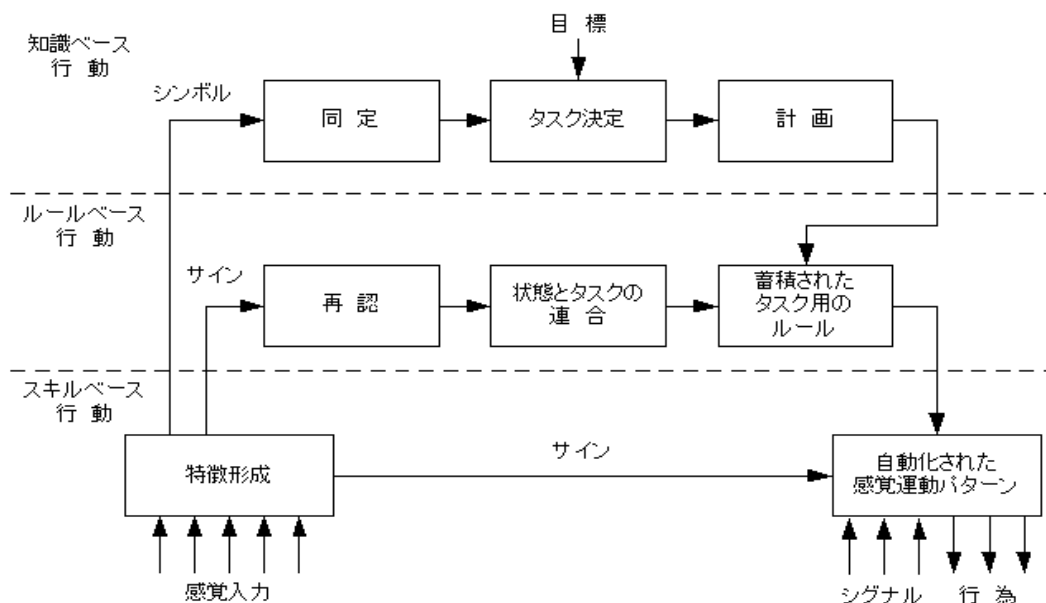 目 標
知識ベース
行 動
シンボル
同 定
タスク決定
計 画
ルールベース
行 動
サイン
再 認
状態とタスクの
連 合
蓄積された
タスク用の
ルール
スキルベース
行 動
特徴形成
サイン
自動化された
感覚運動パターン
感覚入力
シグナル
行 為